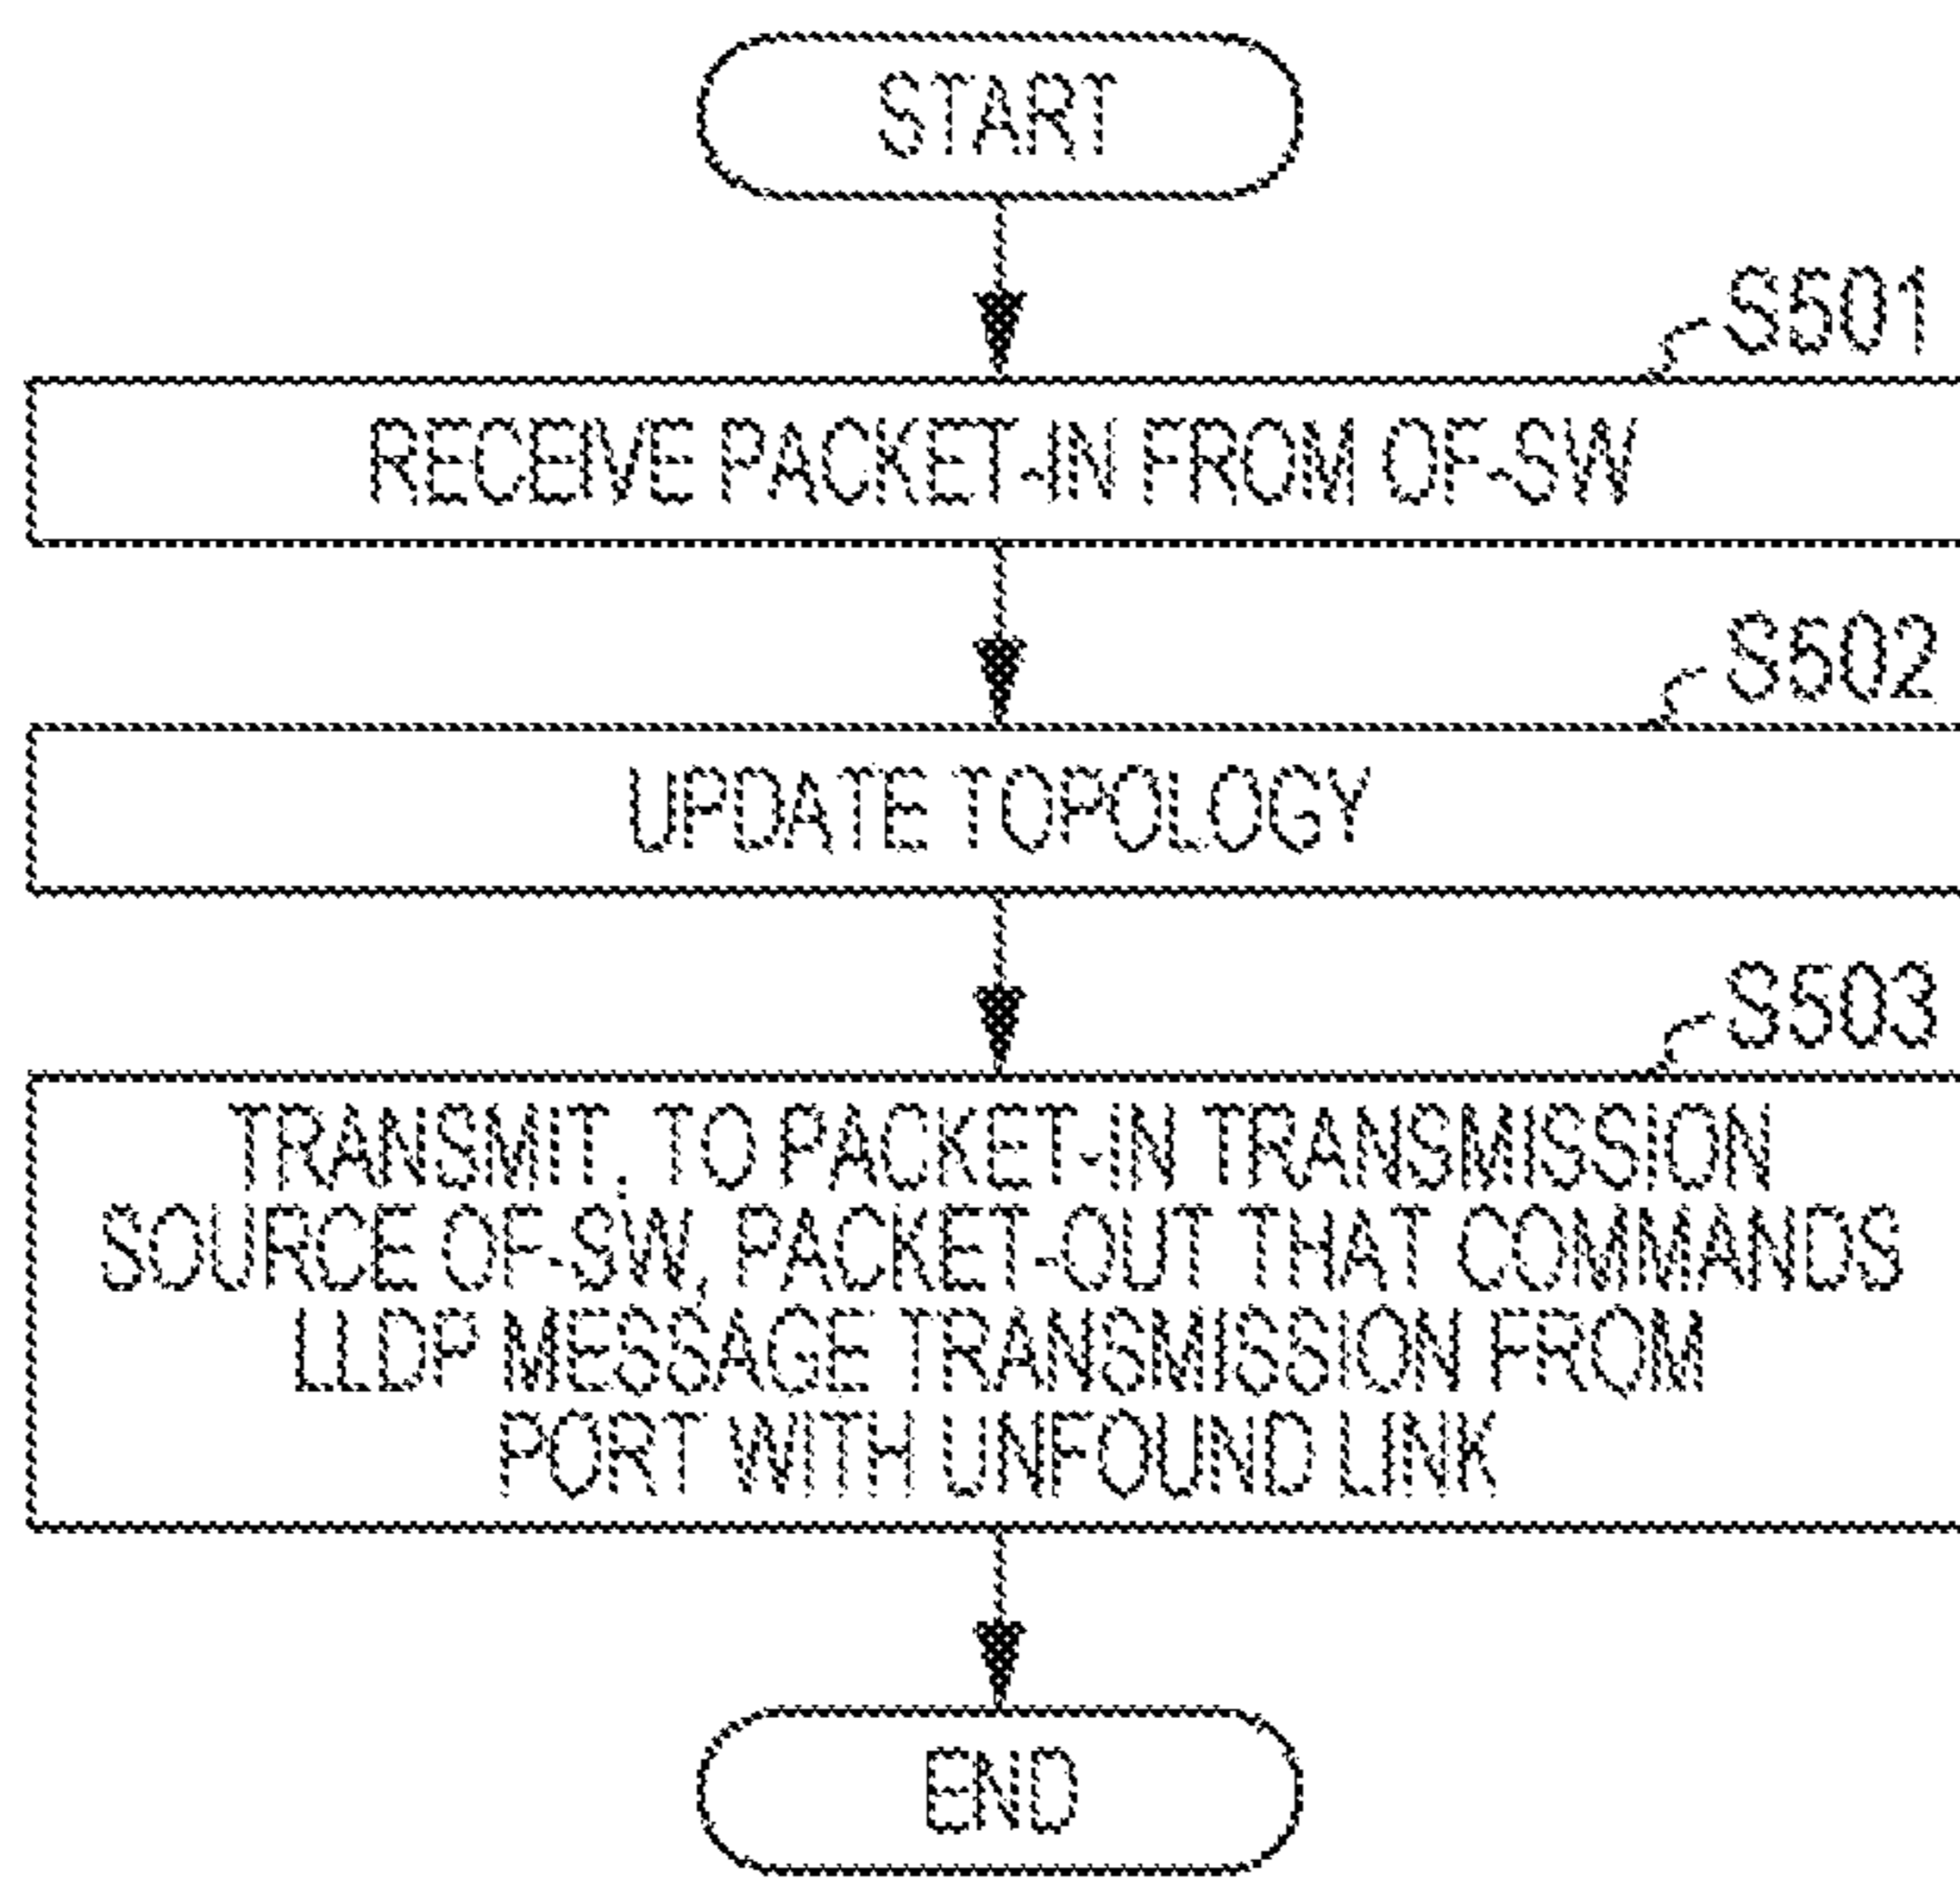 START
S501
RECEIVE PACKET-IN FROM OF-SW
S502
UPDATE TOPOLOGY
S503
TRANSMIT, TO PACKET-IN TRANSMISSION
SOURCE OF-SW, PACKET-OUT THAT COMMANDS
LLDP MESSAGE TRANSMISSION FROM
PORT WITH UNFOUND LINK
END